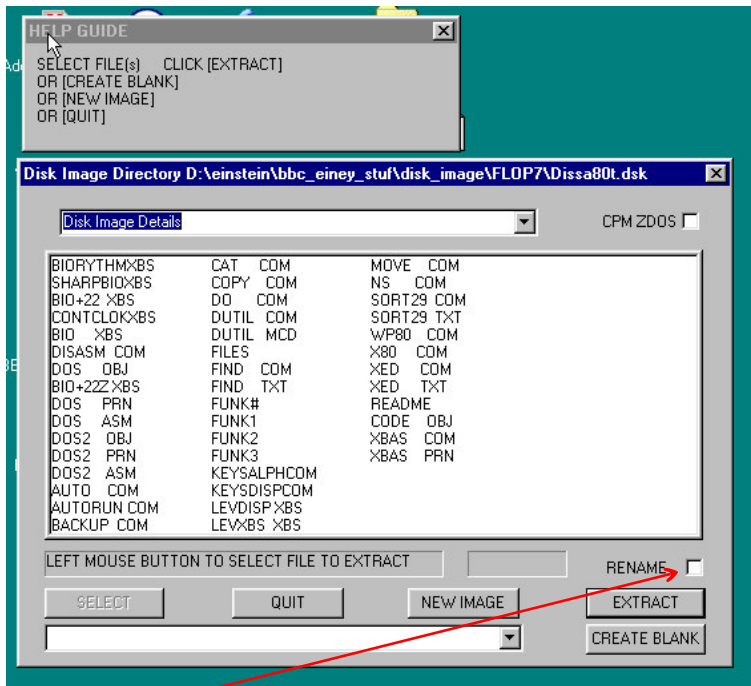 HELP GUIDE
SELECT FILE(s) CLICK [EXTRACT]
OR [CREATE BLANK]
OR [NEW IMAGE]
OR [QUIT]
Disk Image Directory D:\einstein\bbc_einey_stuf\disk_image\FLOP7\Dissa80t.dsk
Disk Image Details
CPM ZDOS
BIORYTHMXBS CAT COM MOVE COM
SHARPBIOXBS COPY COM NS COM
BIO+22 XBS DO COM SORT29 COM
CONTCLOKXBS DUTIL COM SORT29 TXT
BIO XBS DUTIL MCD WP80 COM
DISASM COM FILES X80 COM
DOS OBJ FIND COM XED COM
BIO+22Z XBS FIND TXT XED TXT
DOS PRN FUNK# README
DOS ASM FUNK1 CODE OBJ
DOS2 OBJ FUNK2 XBAS COM
DOS2 PRN FUNK3 XBAS PRN
DOS2 ASM KEYSALPHCOM
AUTO COM KEYSDISPCOM
AUTORUN COM LEVDISP XBS
BACKUP COM LEVXBS XBS
LEFT MOUSE BUTTON TO SELECT FILE TO EXTRACT
RENAME
SELECT QUIT NEW IMAGE EXTRACT
CREATE BLANK